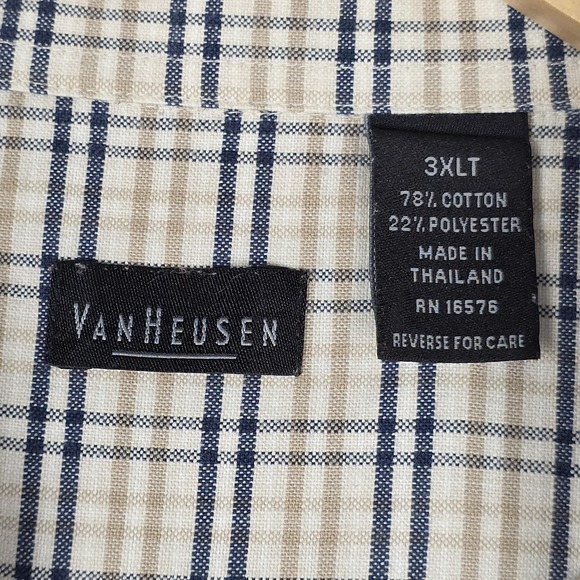 VANHEUSEN
3XLT
78% COTTON
22% POLYESTER
MADE IN
THAILAND
RN 16576
REVERSE FOR CARE